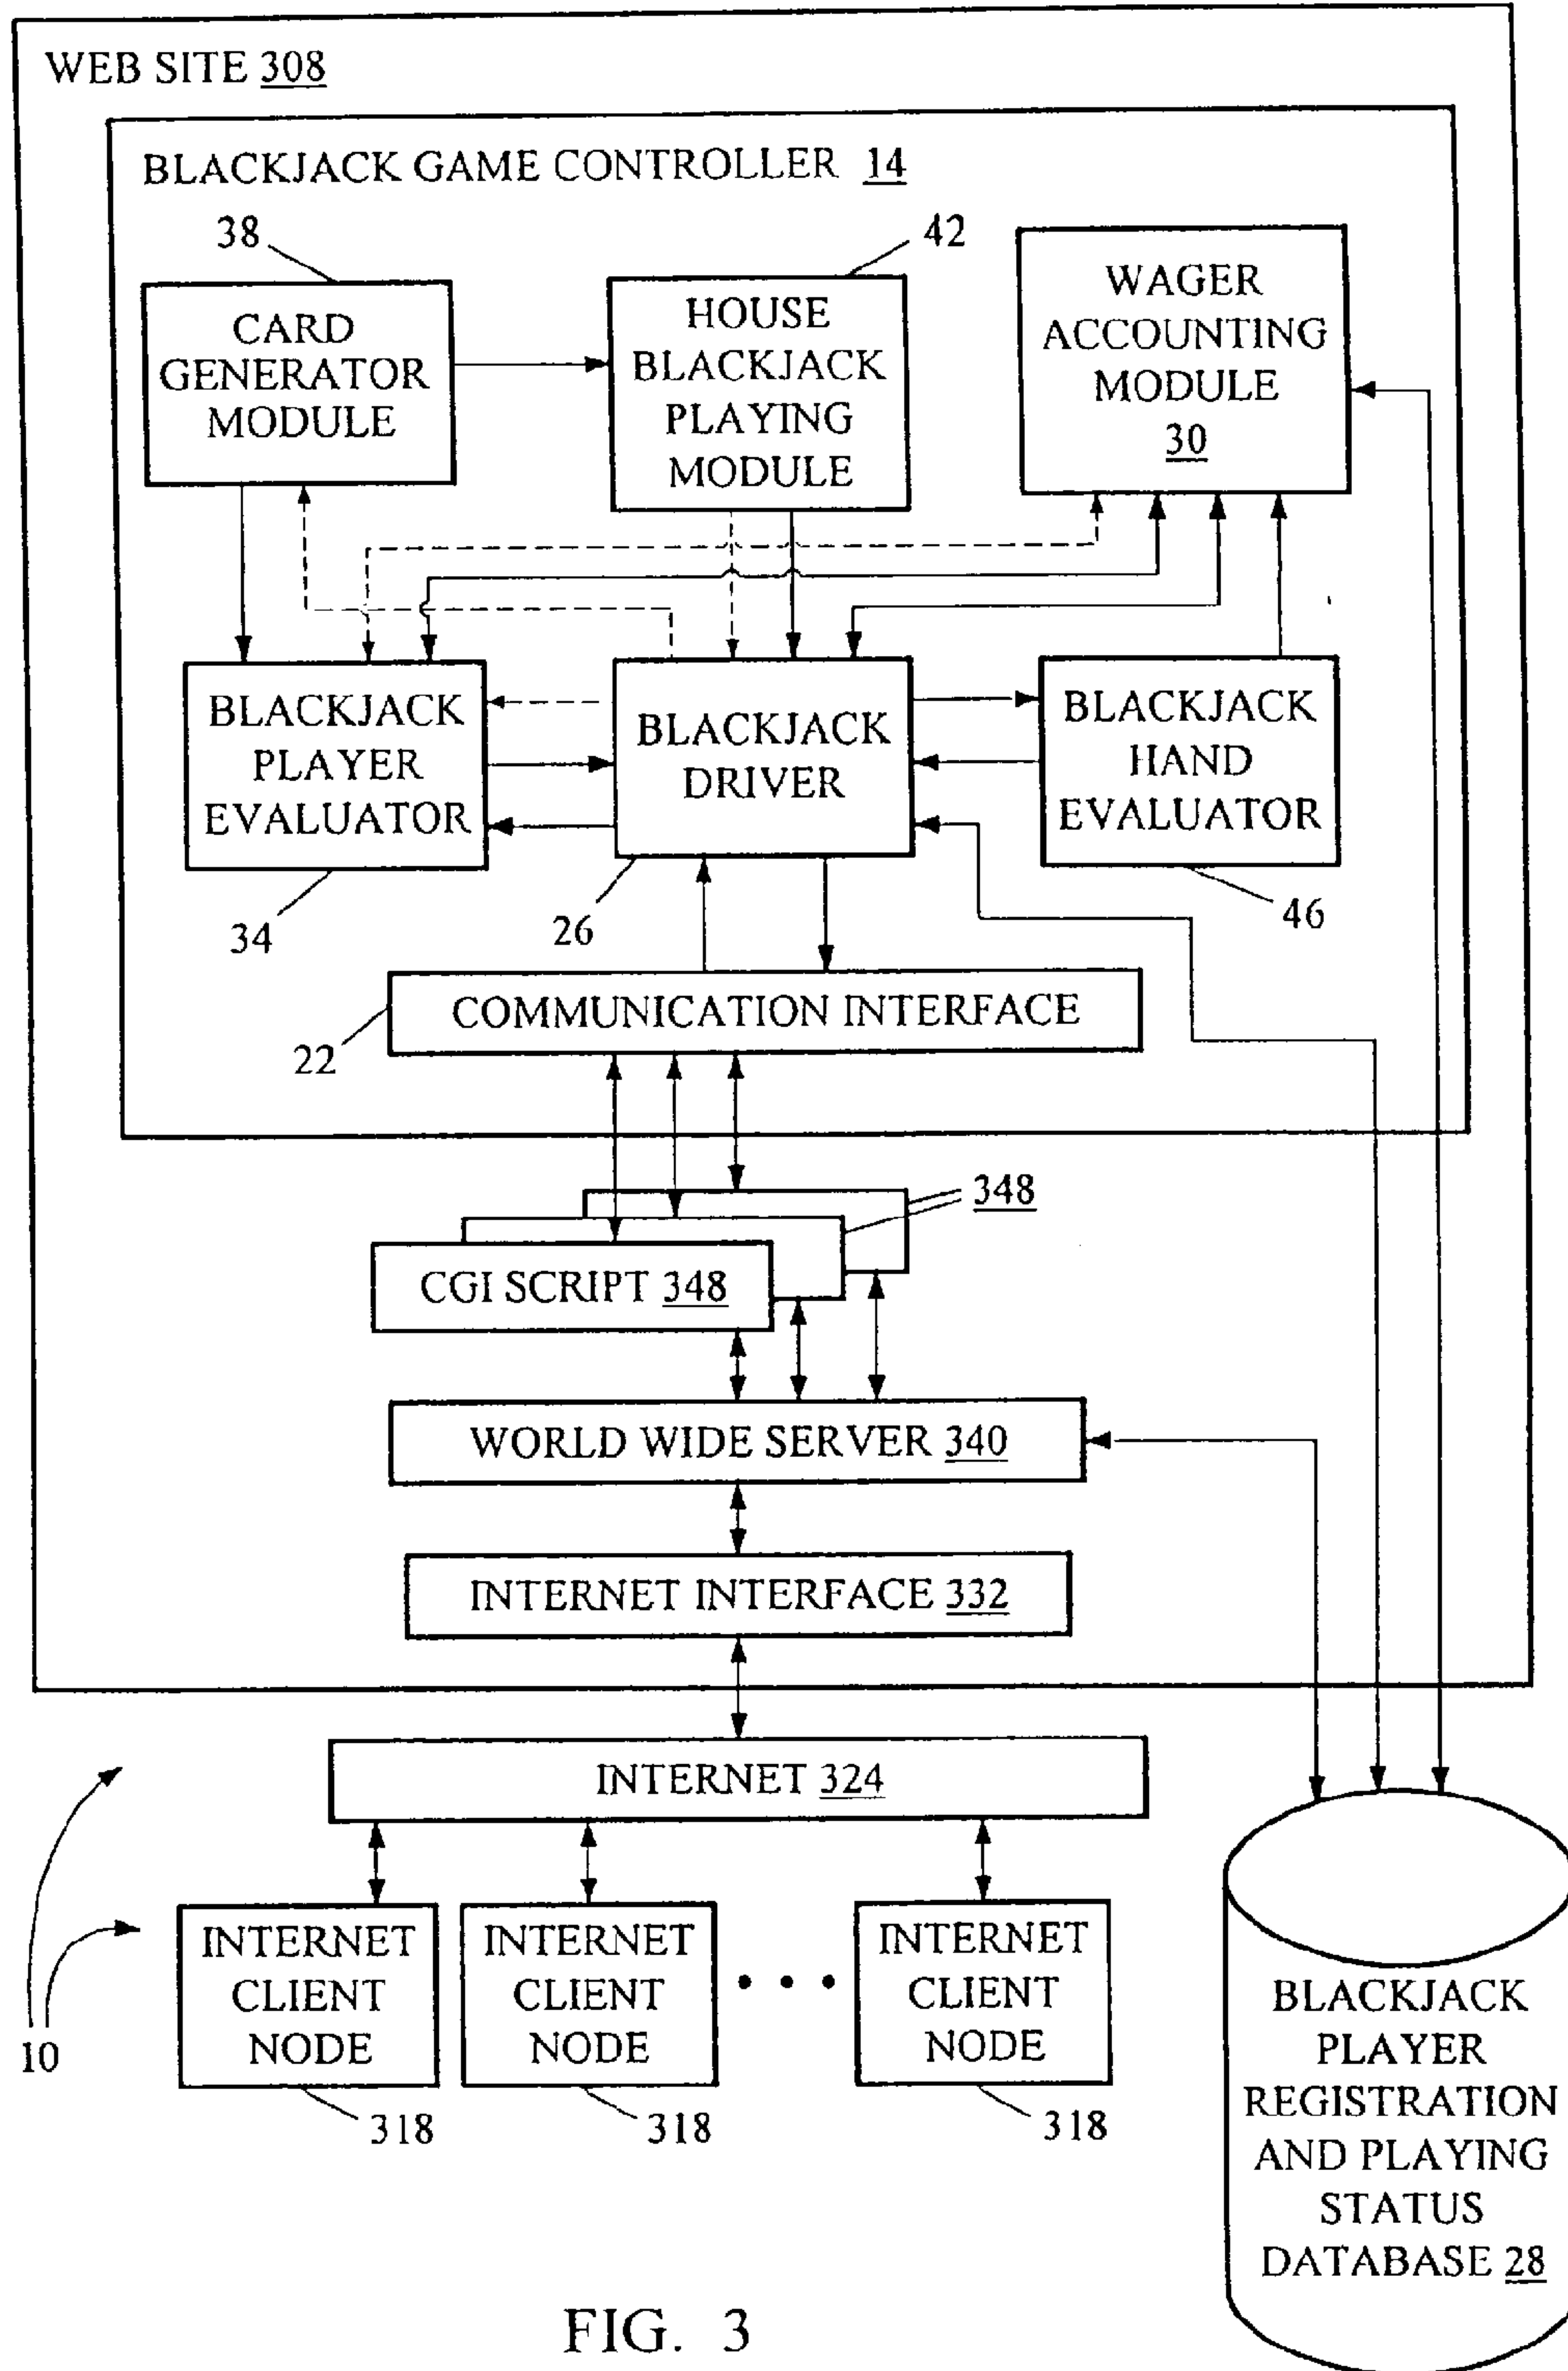 WEB SITE 308
BLACKJACK GAME CONTROLLER 14
38
42
CARD
GENERATOR
MODULE
HOUSE
BLACKJACK
PLAYING
MODULE
WAGER
ACCOUNTING
MODULE
30
BLACKJACK
PLAYER
EVALUATOR
BLACKJACK
DRIVER
BLACKJACK
HAND
EVALUATOR
34
26
46
COMMUNICATION INTERFACE
22
348
CGI SCRIPT 348
WORLD WIDE SERVER 340
INTERNET INTERFACE 332
INTERNET 324
INTERNET
CLIENT
NODE
INTERNET
CLIENT
NODE
INTERNET
CLIENT
NODE
10
318
318
318
BLACKJACK
PLAYER
REGISTRATION
AND PLAYING
STATUS
DATABASE 28
FIG. 3